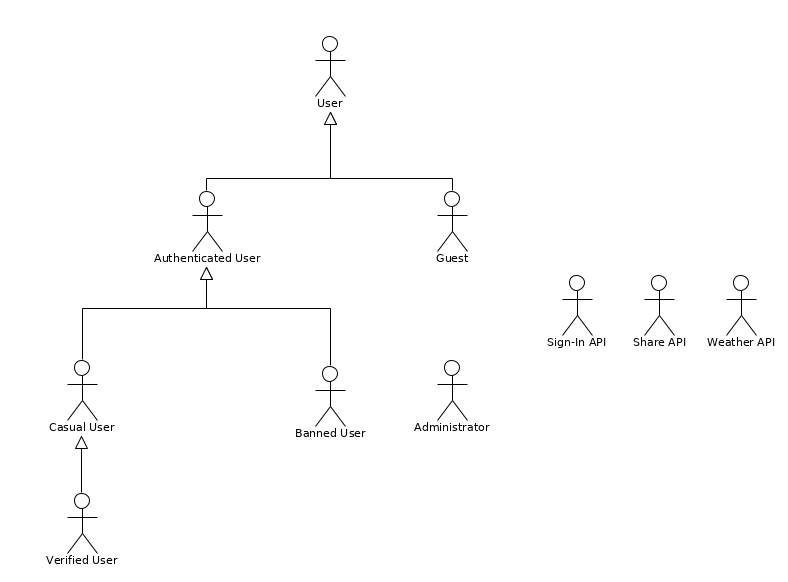 User
Authenticated User
Guest
Sign-In API
Share API
Weather API
Casual User
Banned User
Administrator
Verified User